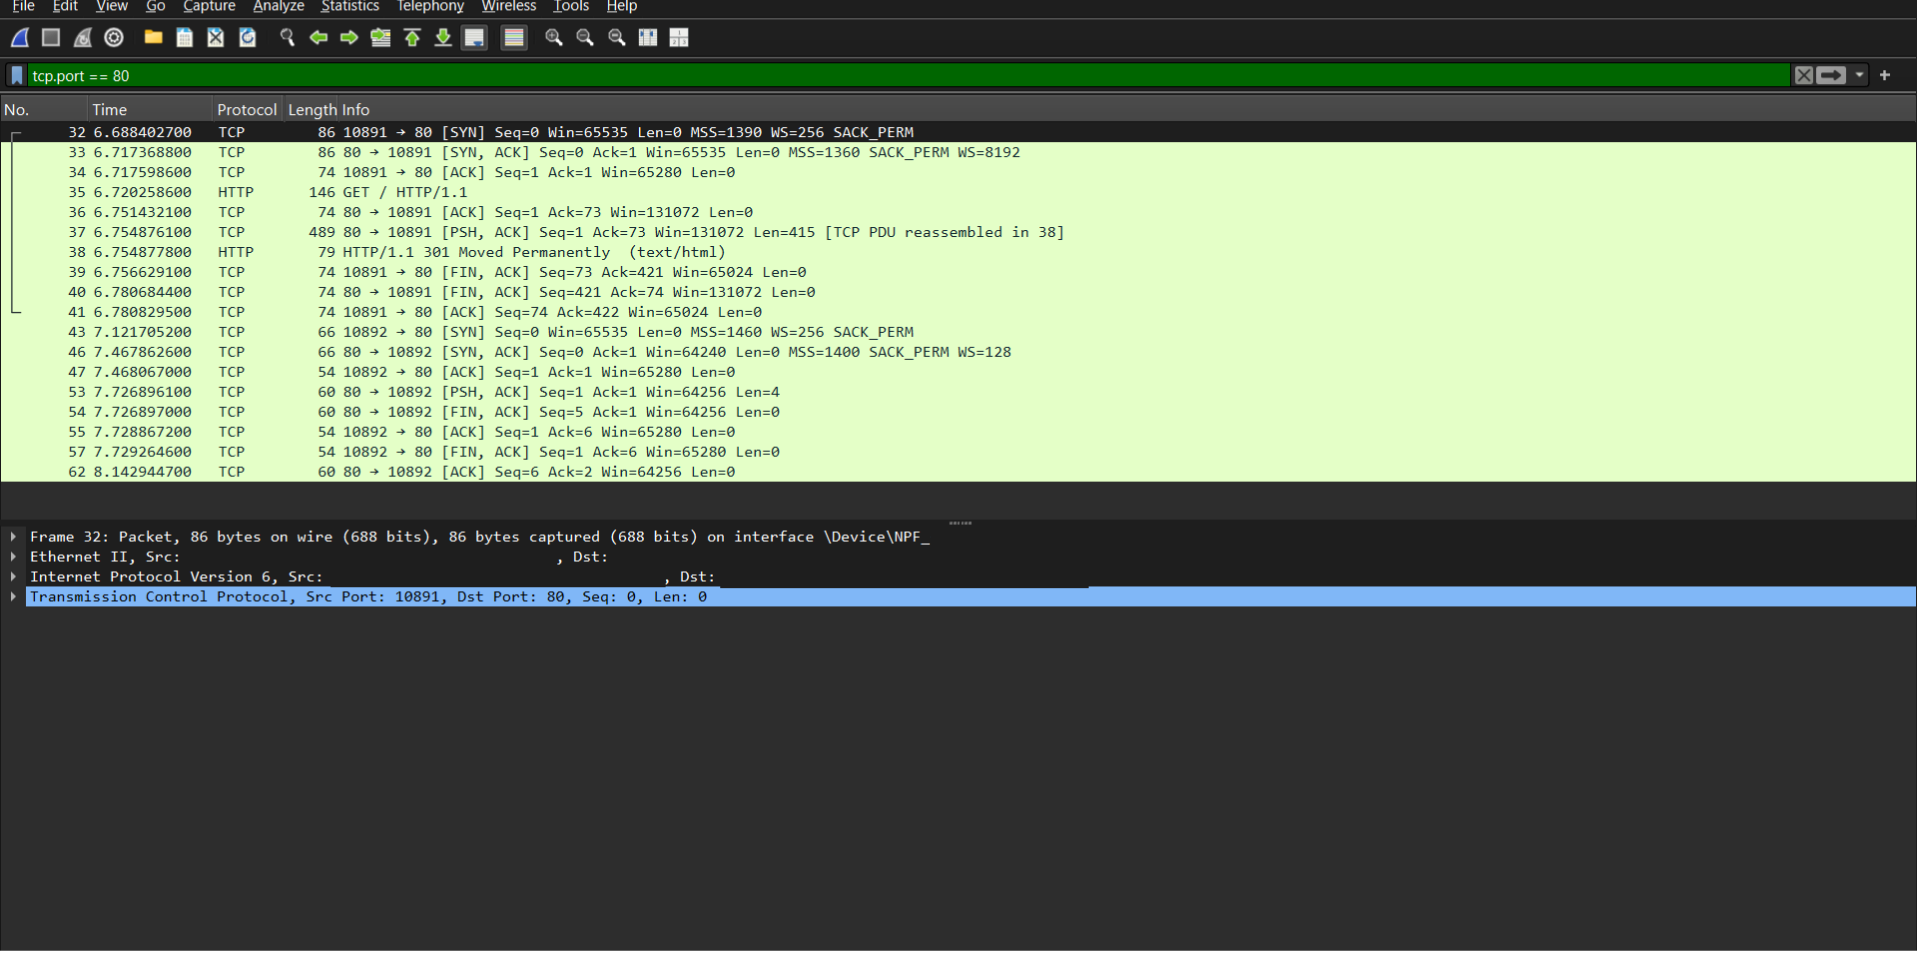 File Edit View Go Capture Analyze Statistics Telephony Wireless Tools Help
tcp.port == 80
No. Time Protocol Length Info
32 6.688402700 TCP 86 10891 → 80 [SYN] Seq=0 Win=65535 Len=0 MSS=1390 WS=256 SACK_PERM
33 6.717368800 TCP 86 80 → 10891 [SYN, ACK] Seq=0 Ack=1 Win=65535 Len=0 MSS=1360 SACK_PERM WS=8192
34 6.717598600 TCP 74 10891 → 80 [ACK] Seq=1 Ack=1 Win=65280 Len=0
35 6.720258600 HTTP 146 GET / HTTP/1.1
36 6.751432100 TCP 74 80 → 10891 [ACK] Seq=1 Ack=73 Win=131072 Len=0
37 6.754876100 TCP 489 80 → 10891 [PSH, ACK] Seq=1 Ack=73 Win=131072 Len=415 [TCP PDU reassembled in 38]
38 6.754877800 HTTP 79 HTTP/1.1 301 Moved Permanently (text/html)
39 6.756629100 TCP 74 10891 → 80 [FIN, ACK] Seq=73 Ack=421 Win=65024 Len=0
40 6.780684400 TCP 74 80 → 10891 [FIN, ACK] Seq=421 Ack=74 Win=131072 Len=0
41 6.780829500 TCP 74 10891 → 80 [ACK] Seq=74 Ack=422 Win=65024 Len=0
43 7.121705200 TCP 66 10892 → 80 [SYN] Seq=0 Win=65535 Len=0 MSS=1460 WS=256 SACK_PERM
46 7.467862600 TCP 66 80 → 10892 [SYN, ACK] Seq=0 Ack=1 Win=64240 Len=0 MSS=1400 SACK_PERM WS=128
47 7.468067000 TCP 54 10892 → 80 [ACK] Seq=1 Ack=1 Win=65280 Len=0
53 7.726896100 TCP 60 80 → 10892 [PSH, ACK] Seq=1 Ack=1 Win=64256 Len=4
54 7.726897000 TCP 60 80 → 10892 [FIN, ACK] Seq=5 Ack=1 Win=64256 Len=0
55 7.728867200 TCP 54 10892 → 80 [ACK] Seq=1 Ack=6 Win=65280 Len=0
57 7.729264600 TCP 54 10892 → 80 [FIN, ACK] Seq=1 Ack=6 Win=65280 Len=0
62 8.142944700 TCP 60 80 → 10892 [ACK] Seq=6 Ack=2 Win=64256 Len=0
Frame 32: Packet, 86 bytes on wire (688 bits), 86 bytes captured (688 bits) on interface \Device\NPF_
Ethernet II, Src: , Dst:
Internet Protocol Version 6, Src: , Dst:
Transmission Control Protocol, Src Port: 10891, Dst Port: 80, Seq: 0, Len: 0